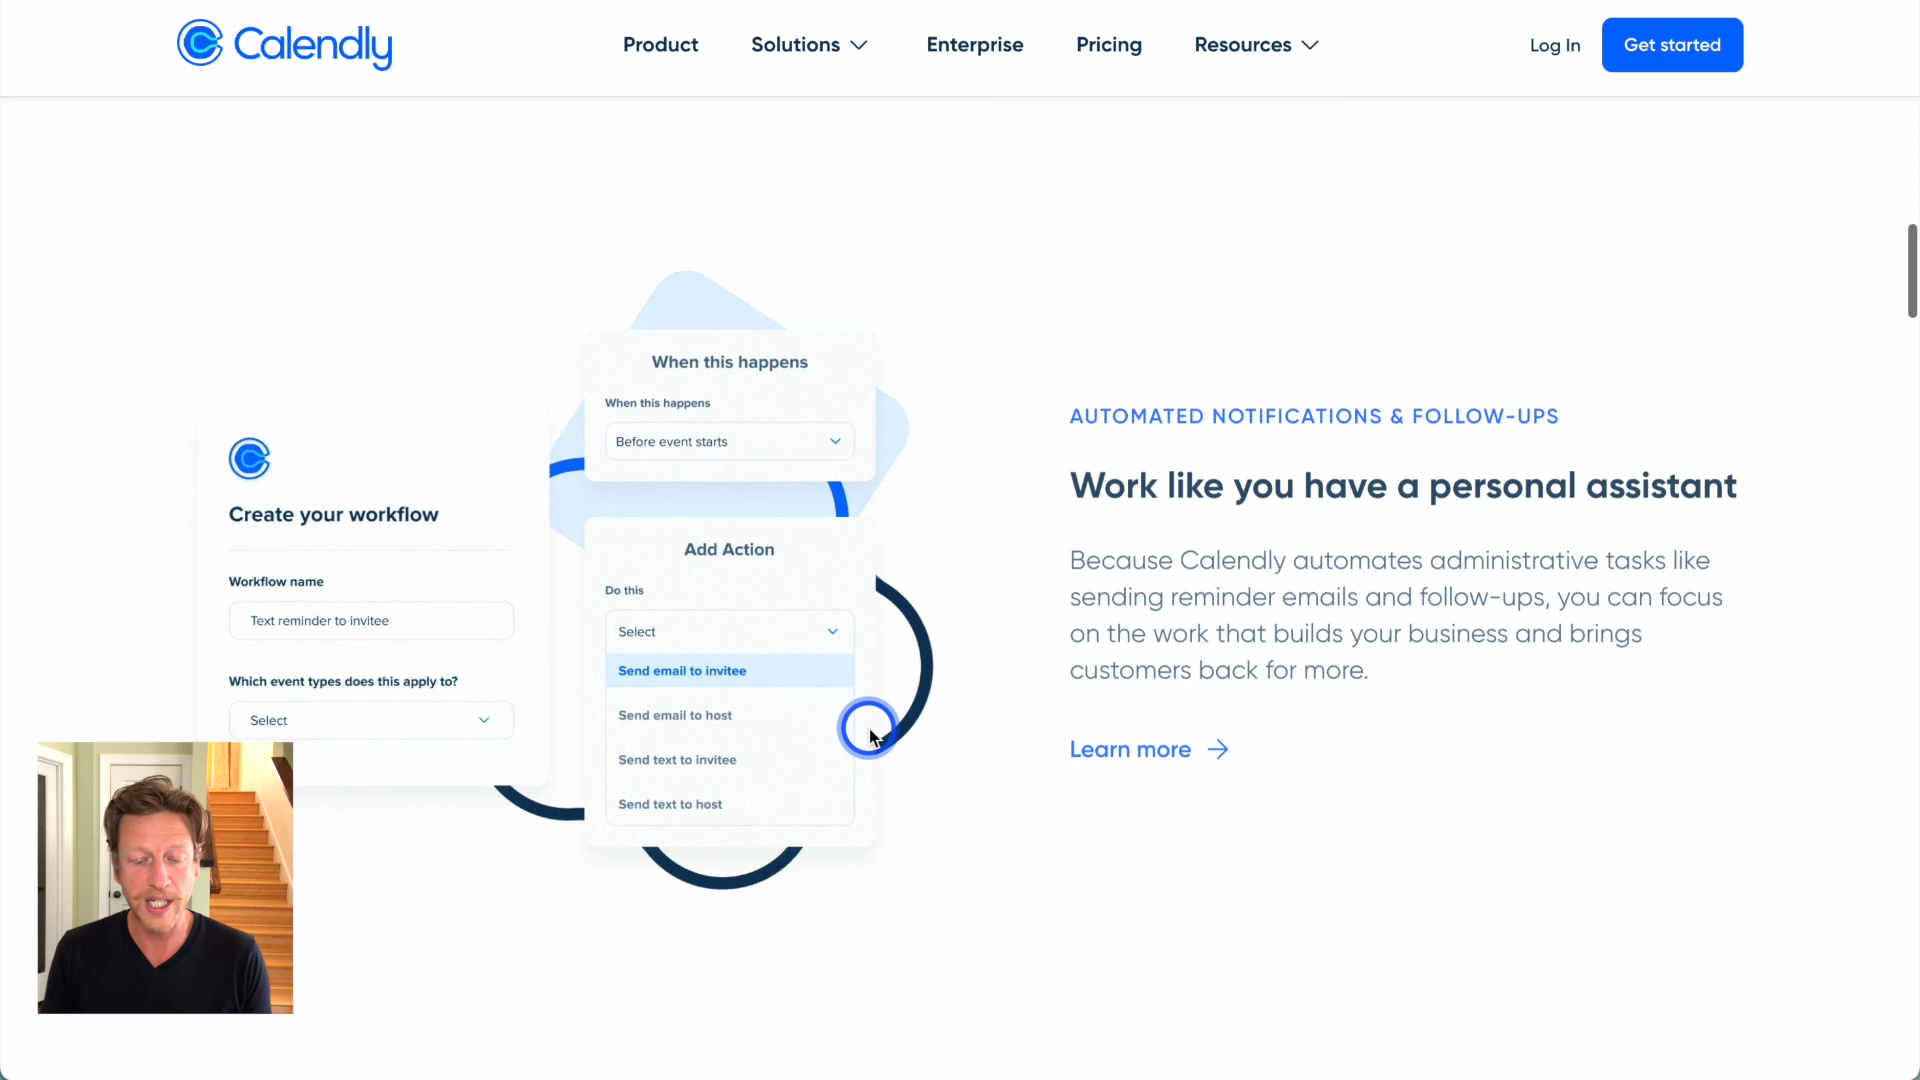 Calendly
Product
Solutions
Enterprise
Pricing
Resources
Log In
Get started
When this happens
When this happens
Before event starts
Create your workflow
Workflow name
Text reminder to invitee
Which event types does this apply to?
Select
Add Action
Do this
Select
Send email to invitee
Send email to host
Send text to invitee
Send text to host
AUTOMATED NOTIFICATIONS & FOLLOW-UPS
Work like you have a personal assistant
Because Calendly automates administrative tasks like
sending reminder emails and follow-ups, you can focus
on the work that builds your business and brings
customers back for more.
Learn more